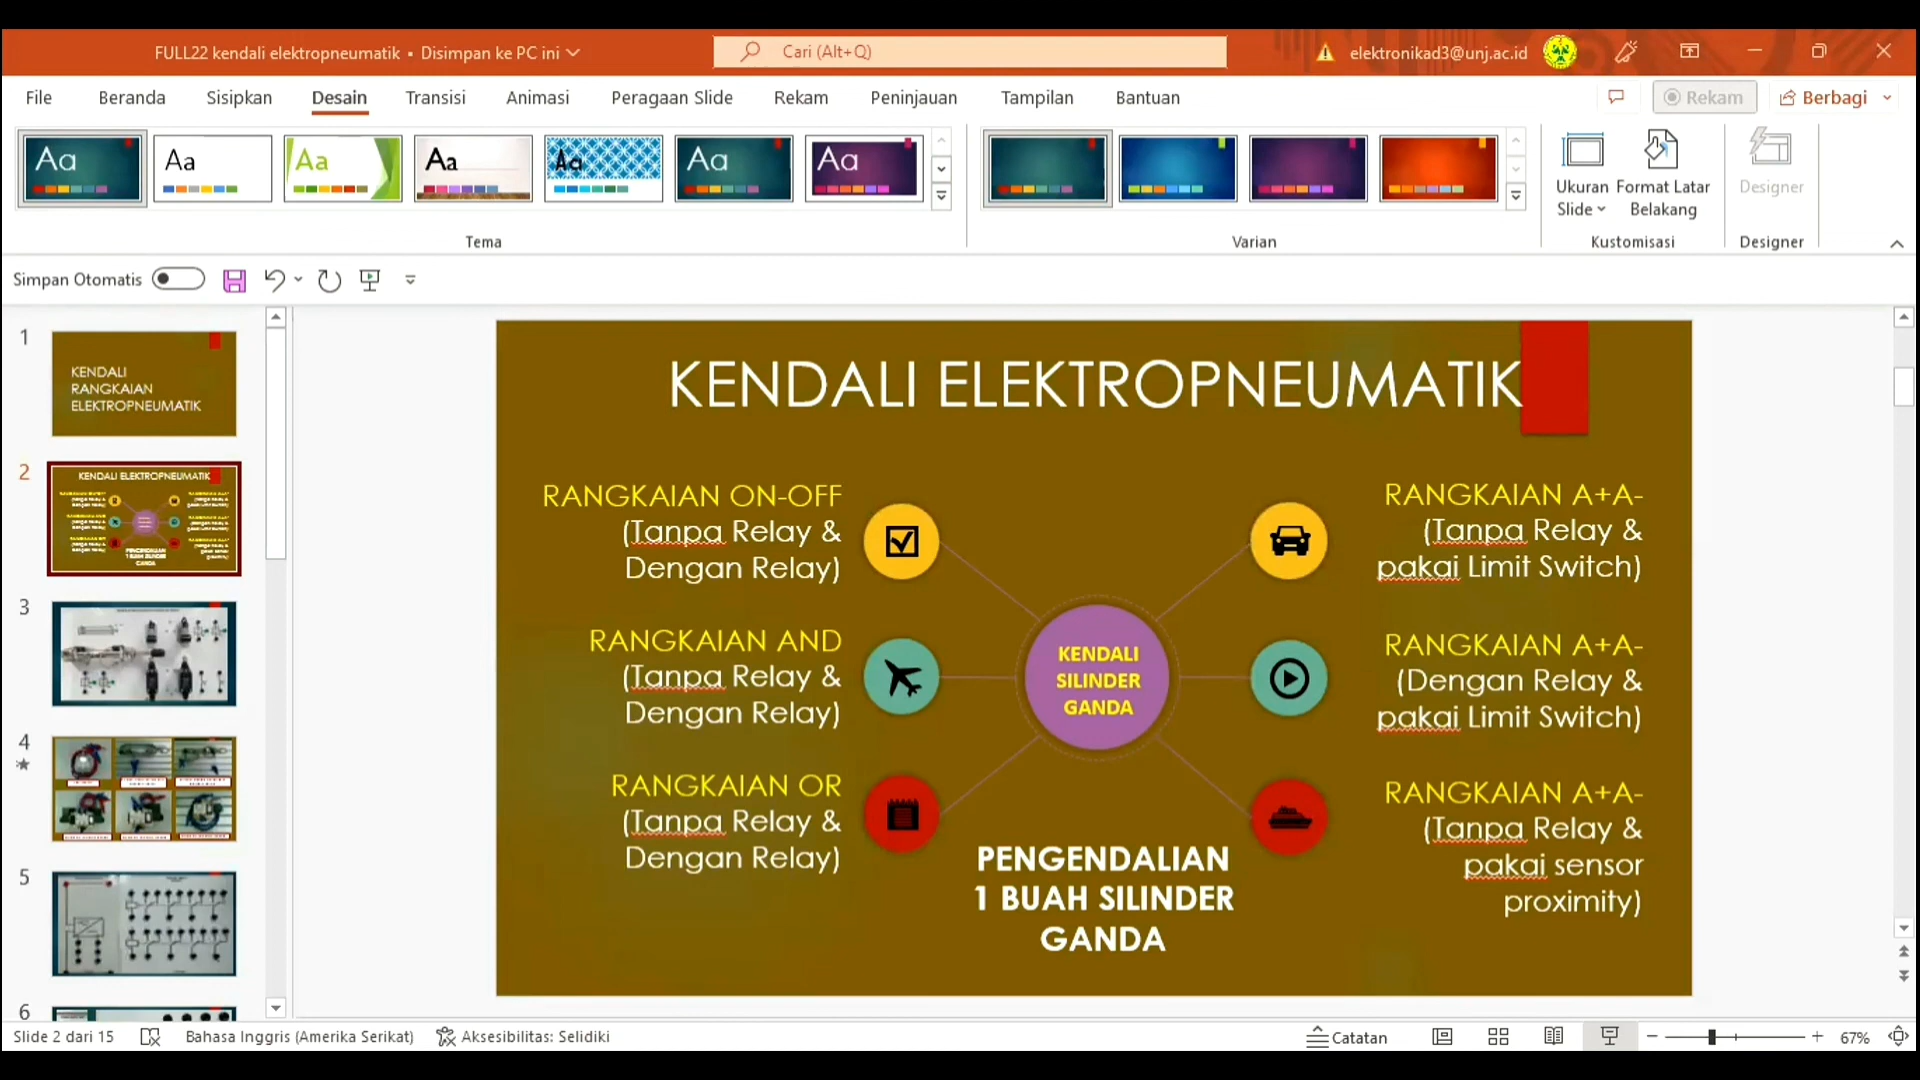 FULL22 kendali elektropneumatik • Disimpan ke PC ini
Cari (Alt+Q)
elektronikad3@unj.ac.id
File Beranda Sisipkan Desain Transisi Animasi Peragaan Slide Rekam Peninjauan Tampilan Bantuan
Rekam
Berbagi
Aa Aa Aa Aa Aa Aa Aa
Ukuran Slide
Format Latar Belakang
Designer
Tema
Varian
Kustomisasi
Designer
Simpan Otomatis
1
KENDALI
RANGKAIAN
ELEKTROPNEUMATIK
2
KENDALI ELEKTROPNEUMATIK
PENGENDALIAN
1 BUAH SILINDER
GANDA
3
4
5
6
KENDALI ELEKTROPNEUMATIK
RANGKAIAN ON-OFF
(Tanpa Relay &
Dengan Relay)
RANGKAIAN AND
(Tanpa Relay &
Dengan Relay)
RANGKAIAN OR
(Tanpa Relay &
Dengan Relay)
KENDALI
SILINDER
GANDA
PENGENDALIAN
1 BUAH SILINDER
GANDA
RANGKAIAN A+A-
(Tanpa Relay &
pakai Limit Switch)
RANGKAIAN A+A-
(Dengan Relay &
pakai Limit Switch)
RANGKAIAN A+A-
(Tanpa Relay &
pakai sensor
proximity)
Slide 2 dari 15
Bahasa Inggris (Amerika Serikat)
Aksesibilitas: Selidiki
Catatan
67%